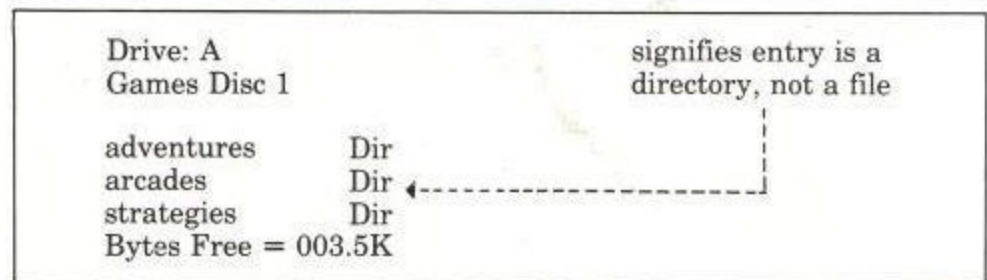 Drive: A
Games Disc 1
signifies entry is a
directory, not a file
adventures Dir
arcades Dir
strategies Dir
Bytes Free = 003.5K